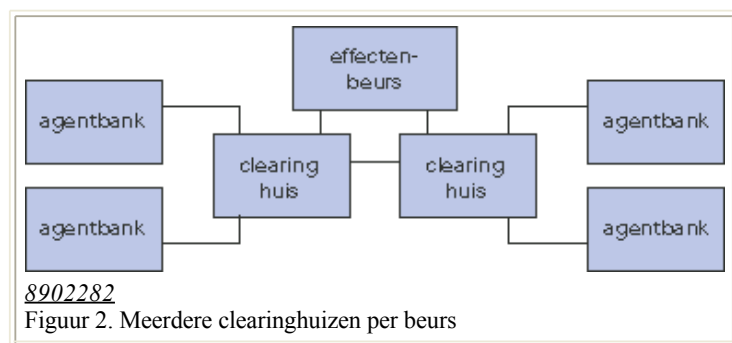 effecten-
beurs
agentbank
agentbank
clearing
huis
clearing
huis
agentbank
agentbank
8902282
Figuur 2. Meerdere clearinghuizen per beurs